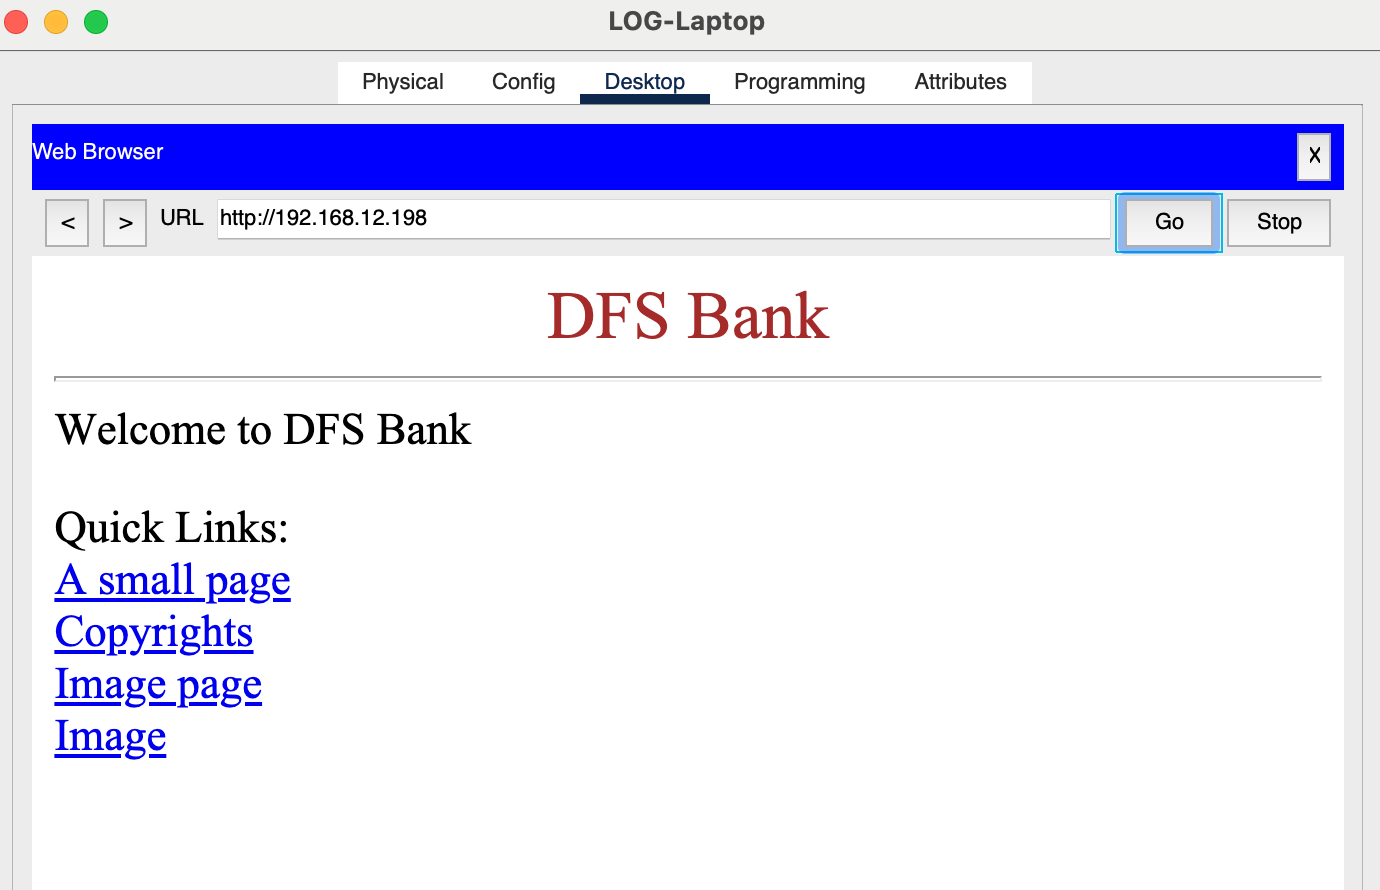 LOG-Laptop
Physical Config Desktop Programming Attributes
Web Browser X
< > URL http://192.168.12.198 Go Stop
DFS Bank
Welcome to DFS Bank
Quick Links:
A small page
Copyrights
Image page
Image